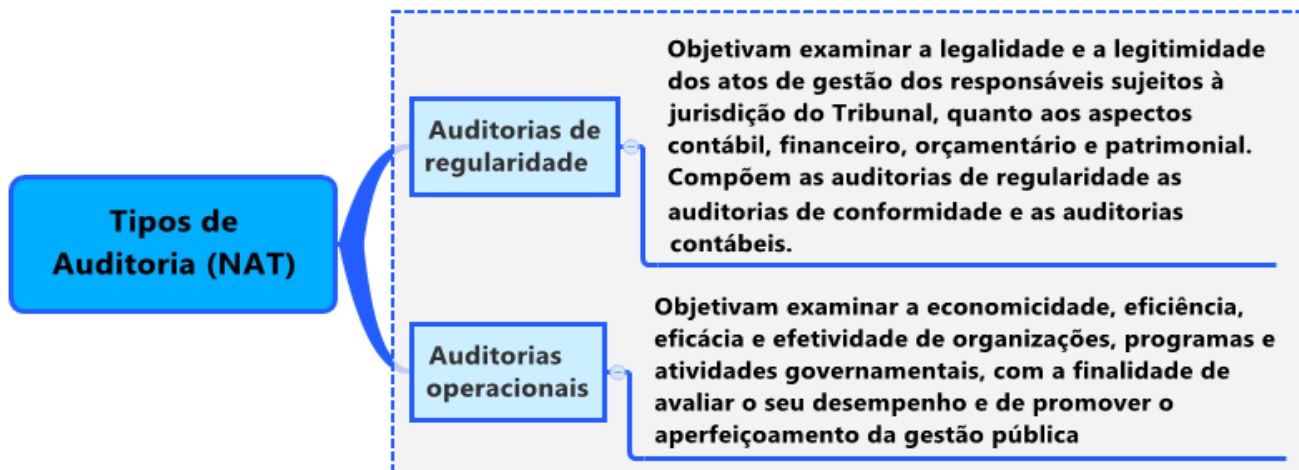 Tipos de
Auditoria (NAT)
Auditorias de
regularidade
Objetivam examinar a legalidade e a legitimidade
dos atos de gestão dos responsáveis sujeitos à
jurisdição do Tribunal, quanto aos aspectos
contábil, financeiro, orçamentário e patrimonial.
Compõem as auditorias de regularidade as
auditorias de conformidade e as auditorias
contábeis.
Auditorias
operacionais
Objetivam examinar a economicidade, eficiência,
eficácia e efetividade de organizações, programas e
atividades governamentais, com a finalidade de
avaliar o seu desempenho e de promover o
aperfeiçoamento da gestão pública